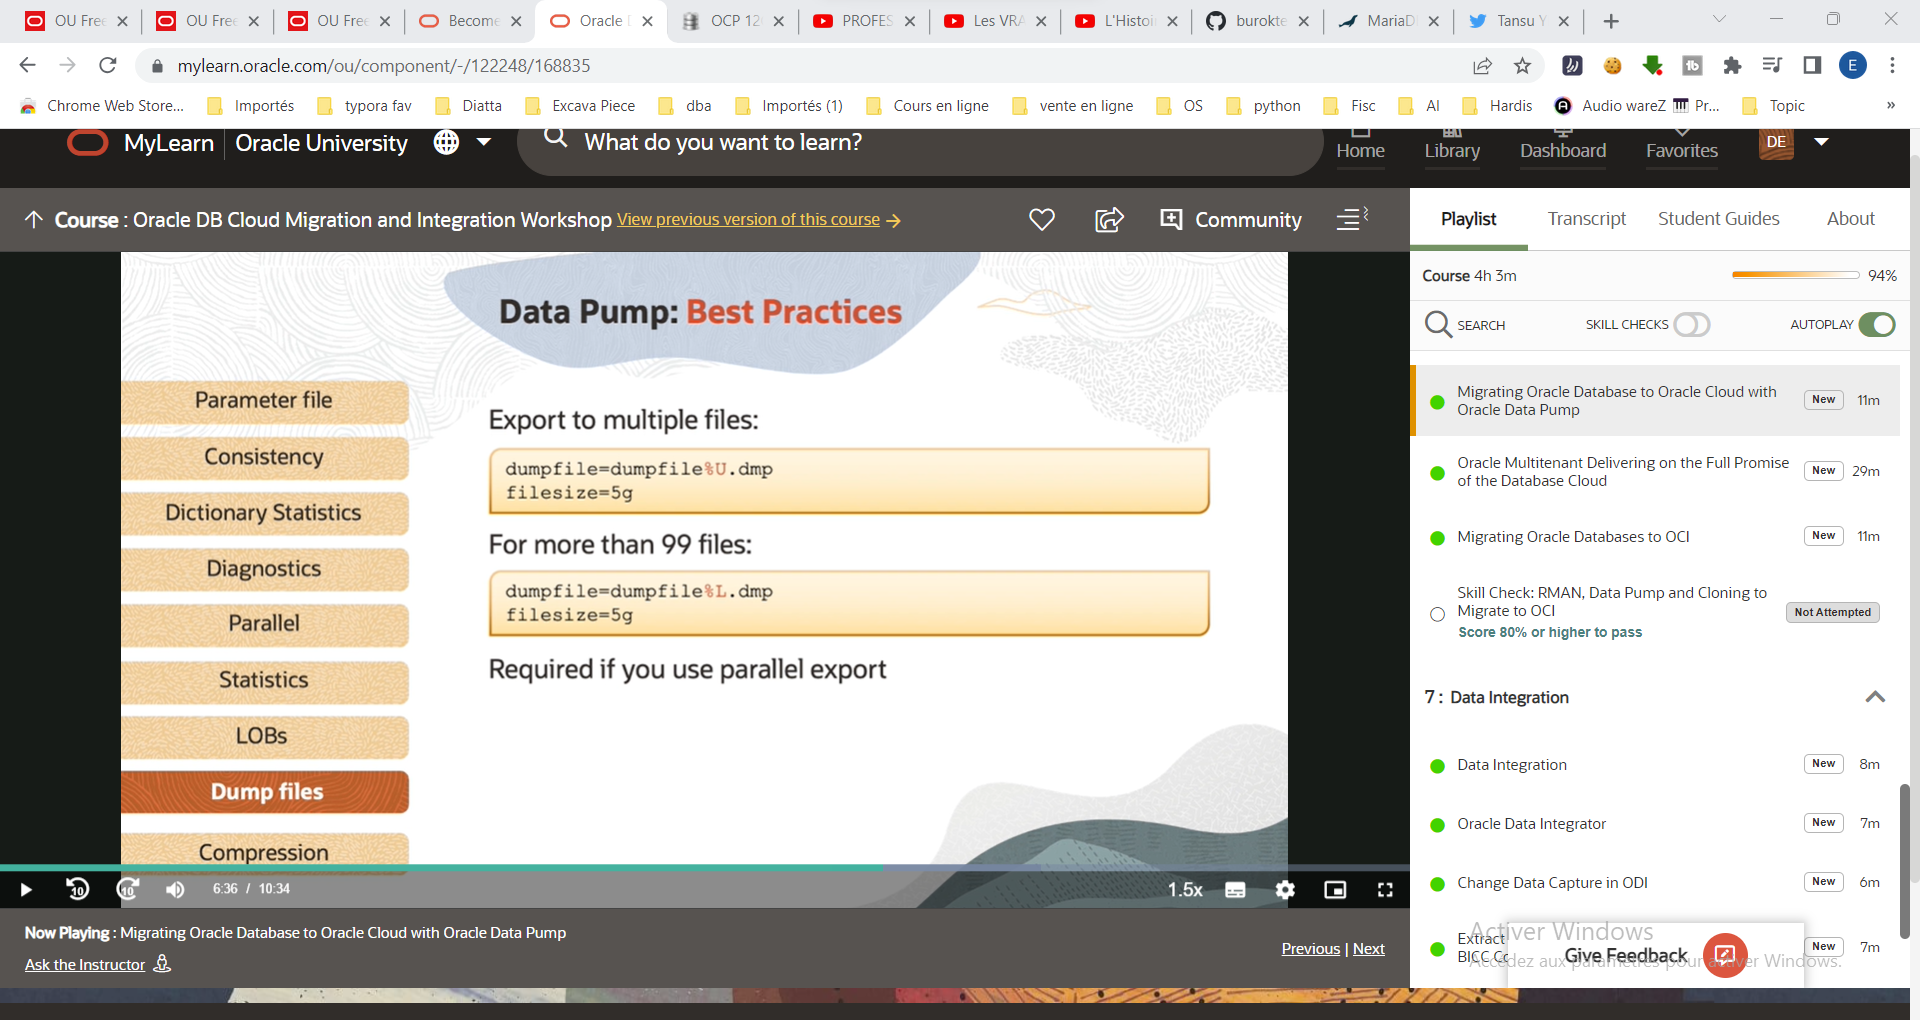 OU Free
OU Free
OU Free
Become
Oracle
OCP 12
PROFES
Les VRA
L'Histoi
burokte
MariaD
Tansu Y
mylearn.oracle.com/ou/component/-/122248/168835
E
Chrome Web Store...
Importés
typora fav
Diatta
Excava Piece
dba
Importés (1)
Cours en ligne
vente en ligne
OS
python
Fisc
AI
Hardis
Audio wareZ
Pr...
Topic
»
MyLearn
Oracle University
What do you want to learn?
Home
Library
Dashboard
Favorites
DE
Course : Oracle DB Cloud Migration and Integration Workshop View previous version of this course
Community
Data Pump: Best Practices
Parameter file
Consistency
Dictionary Statistics
Diagnostics
Parallel
Statistics
LOBs
Dump files
Compression
Export to multiple files:
dumpfile=dumpfile%U.dmp
filesize=5g
For more than 99 files:
dumpfile=dumpfile%L.dmp
filesize=5g
Required if you use parallel export
10
10
6:36 / 10:34
1.5x
Now Playing : Migrating Oracle Database to Oracle Cloud with Oracle Data Pump
Ask the Instructor
Previous | Next
Playlist
Transcript
Student Guides
About
Course 4h 3m
94%
SEARCH
SKILL CHECKS
AUTOPLAY
Migrating Oracle Database to Oracle Cloud with
Oracle Data Pump
New
11m
Oracle Multitenant Delivering on the Full Promise
of the Database Cloud
New
29m
Migrating Oracle Databases to OCI
New
11m
Skill Check: RMAN, Data Pump and Cloning to
Migrate to OCI
Score 80% or higher to pass
Not Attempted
7 : Data Integration
Data Integration
New
8m
Oracle Data Integrator
New
7m
Change Data Capture in ODI
New
6m
Extract
BICC
New
7m
Give Feedback
Activer Windows
Accédez aux paramètres pour activer Windows.